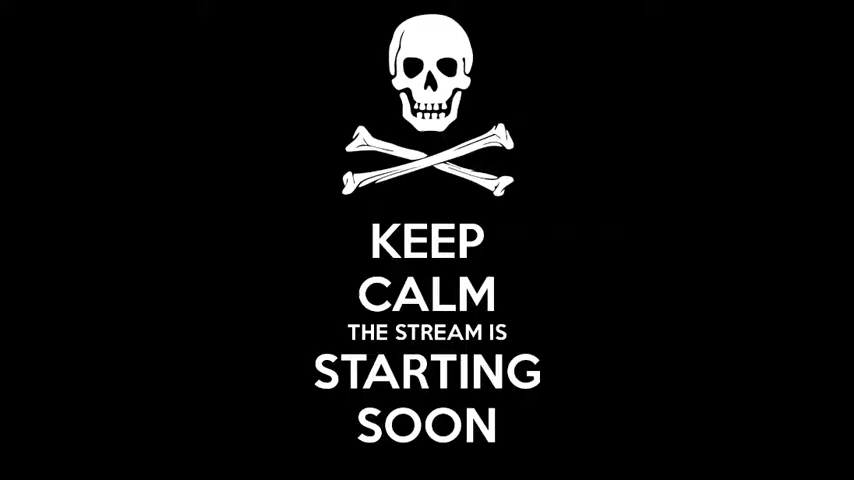 KEEP
CALM
THE STREAM IS
STARTING
SOON